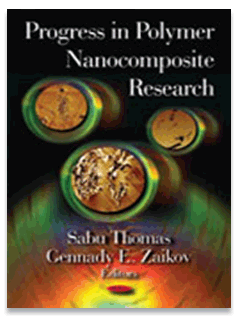 Progress in Polymer
Nanocomposite
Research
Sabu Thomas
Gennady E. Zaikov
Editors